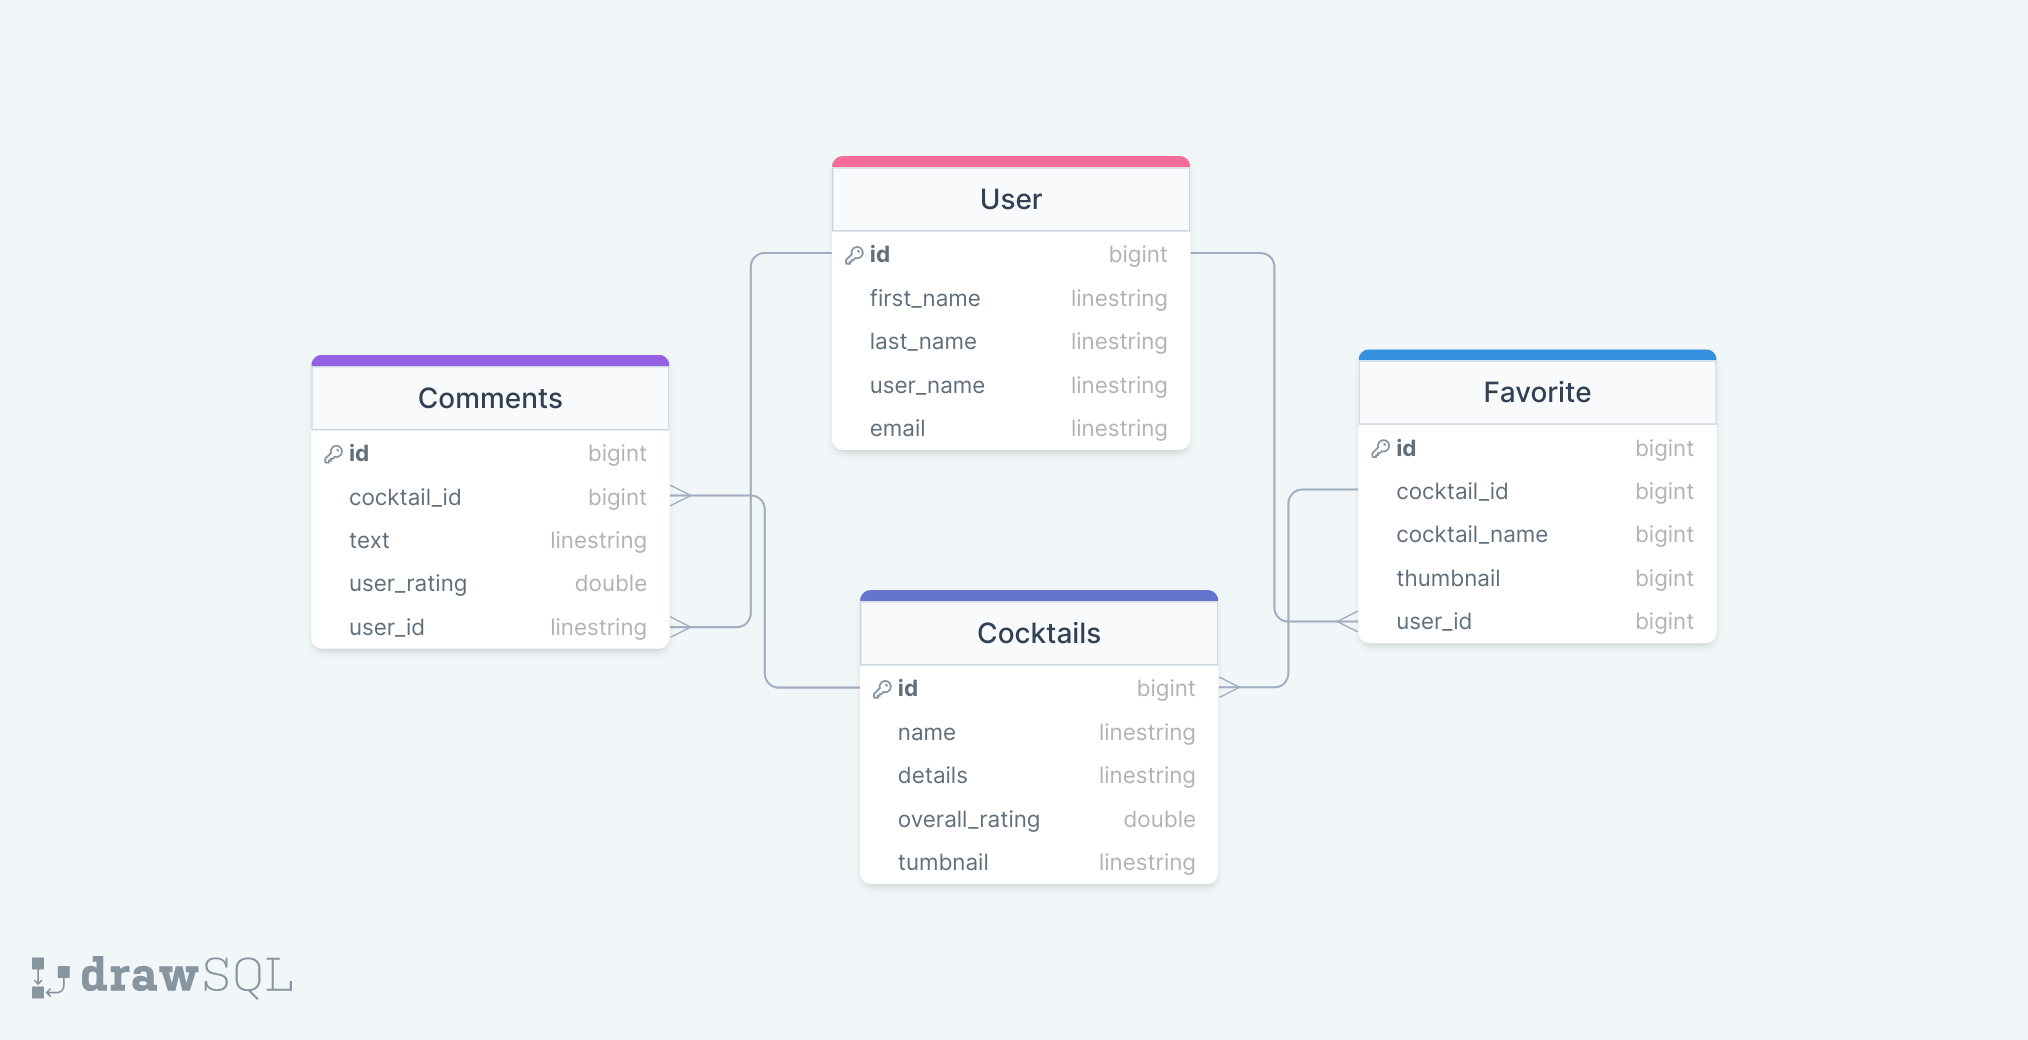 User
id bigint
first_name linestring
last_name linestring
user_name linestring
email linestring
Comments
id bigint
cocktail_id bigint
text linestring
user_rating double
user_id linestring
Favorite
id bigint
cocktail_id bigint
cocktail_name bigint
thumbnail bigint
user_id bigint
Cocktails
id bigint
name linestring
details linestring
overall_rating double
tumbnail linestring
drawSQL